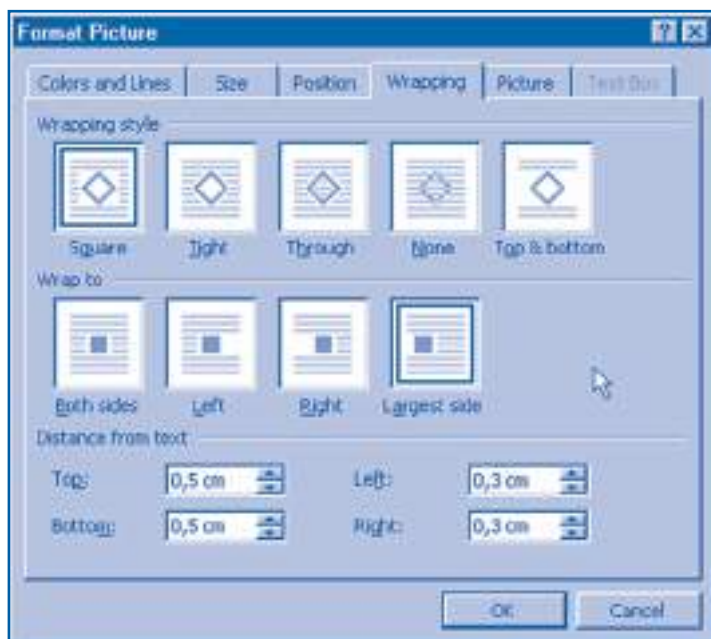 Format Picture
Colors and Lines Size Position Wrapping Picture Text Box
Wrapping style
Square Tight Through None Top & bottom
Wrap to
Both sides Left Right Largest side
Distance from text
Top: 0,5 cm Left: 0,3 cm
Bottom: 0,5 cm Right: 0,3 cm
OK Cancel